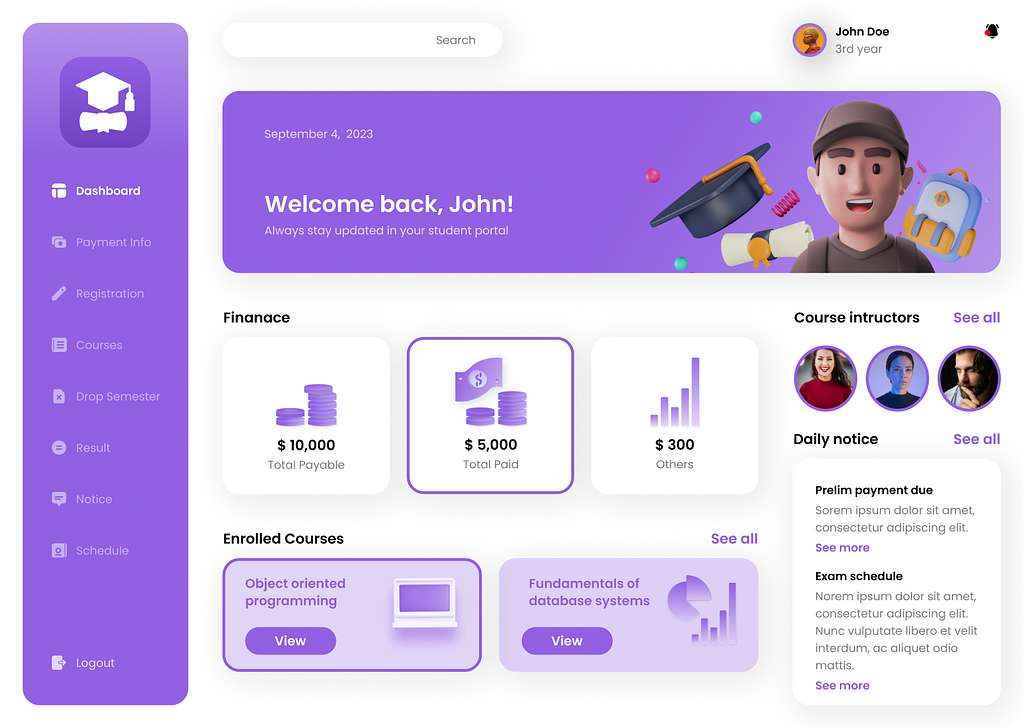 Dashboard
Payment Info
Registration
Courses
Drop Semester
Result
Notice
Schedule
Logout
Search
John Doe
3rd year
September 4, 2023
Welcome back, John!
Always stay updated in your student portal
Finanace
$ 10,000
Total Payable
$
$ 5,000
Total Paid
$ 300
Others
Enrolled Courses
See all
Object oriented
programming
View
Fundamentals of
database systems
View
Course intructors
See all
Daily notice
See all
Prelim payment due
Sorem ipsum dolor sit amet,
consectetur adipiscing elit.
See more
Exam schedule
Norem ipsum dolor sit amet,
consectetur adipiscing elit.
Nunc vulputate libero et velit
interdum, ac aliquet odio
mattis.
See more